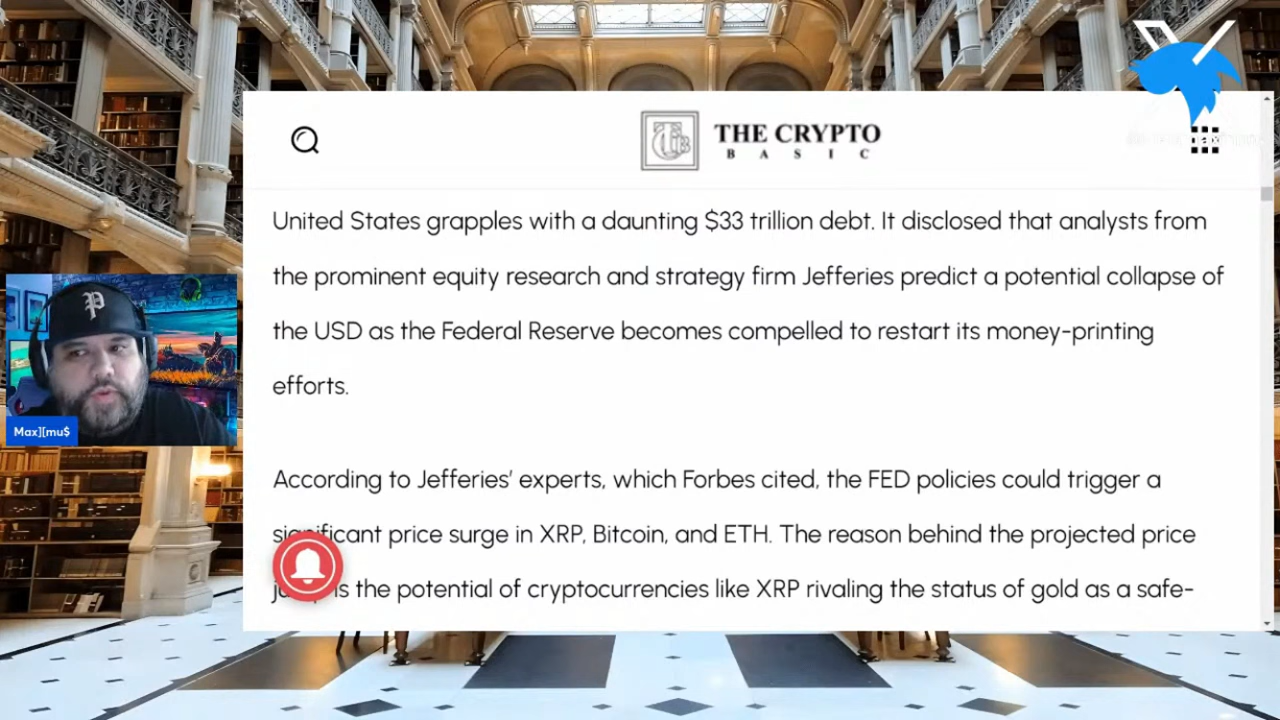 THE CRYPTO
BASIC
United States grapples with a daunting $33 trillion debt. It disclosed that analysts from
the prominent equity research and strategy firm Jefferies predict a potential collapse of
the USD as the Federal Reserve becomes compelled to restart its money-printing
efforts.
According to Jefferies' experts, which Forbes cited, the FED policies could trigger a
significant price surge in XRP, Bitcoin, and ETH. The reason behind the projected price
is the potential of cryptocurrencies like XRP rivaling the status of gold as a safe-
Max][mu$
P